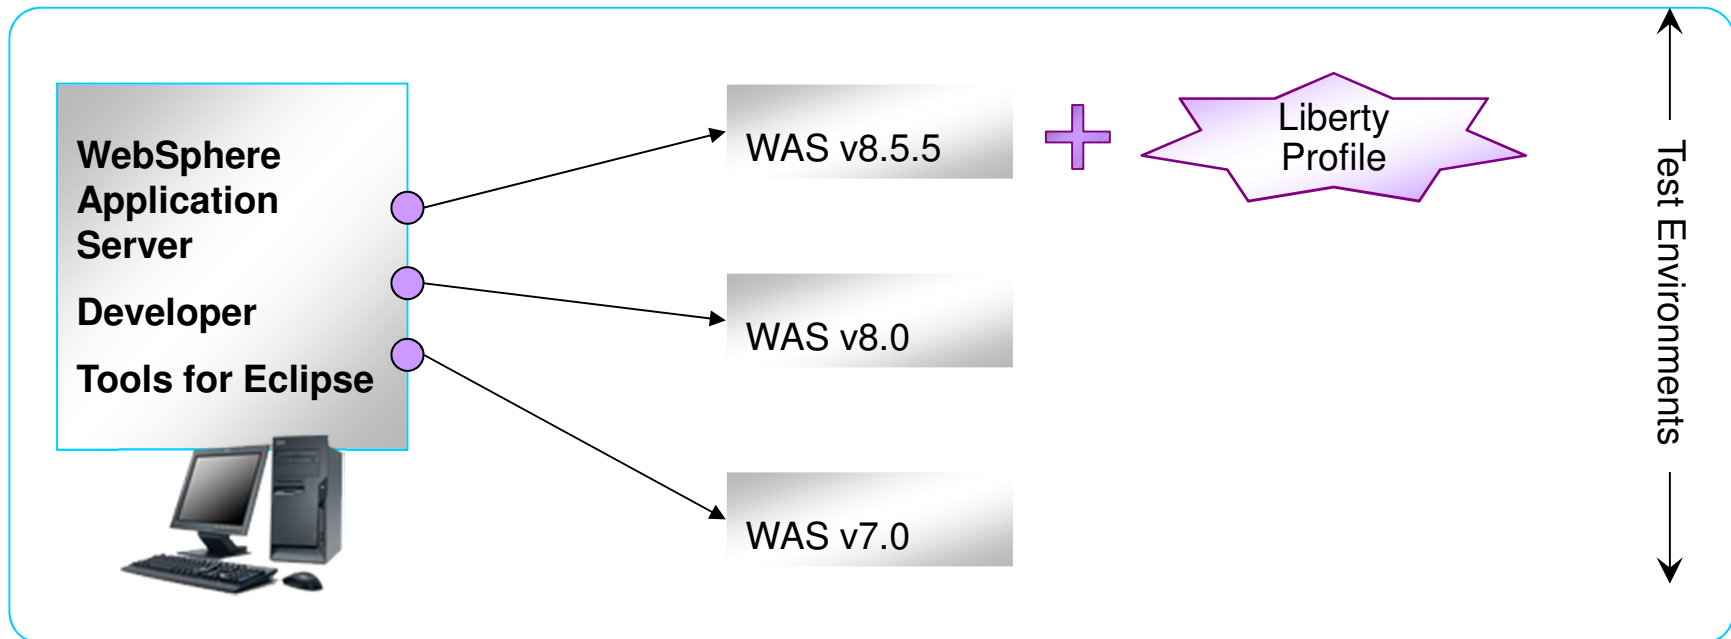 WebSphere
Application
Server
Developer
Tools for Eclipse
WAS v8.5.5
Liberty
Profile
WAS v8.0
WAS v7.0
Test Environments